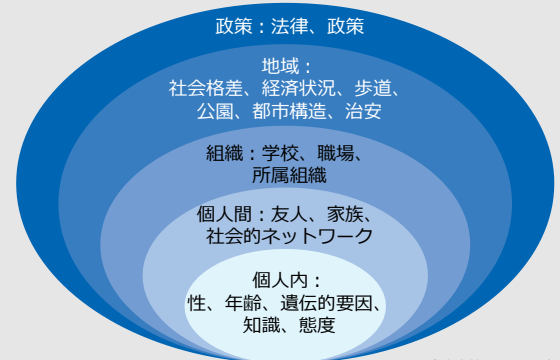 政策：法律、政策
地域：
社会格差、経済状況、歩道、
公園、都市構造、治安
組織：学校、職場、
所属組織
個人間：友人、家族、
社会的ネットワーク
個人内：
性、年齢、遺伝的要因、
知識、態度